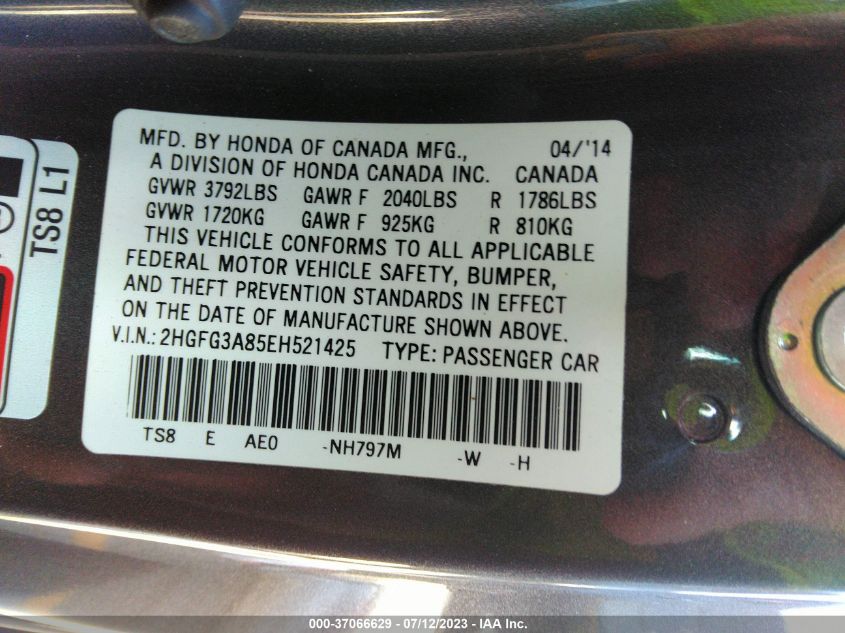 MFD. BY HONDA OF CANADA MFG., 04/'14
A DIVISION OF HONDA CANADA INC. CANADA
GVWR 3792LBS GAWR F 2040LBS R 1786LBS
GVWR 1720KG GAWR F 925KG R 810KG
THIS VEHICLE CONFORMS TO ALL APPLICABLE
FEDERAL MOTOR VEHICLE SAFETY, BUMPER,
AND THEFT PREVENTION STANDARDS IN EFFECT
ON THE DATE OF MANUFACTURE SHOWN ABOVE.
V.I.N.: 2HGFG3A85EH521425 TYPE: PASSENGER CAR
TS8 E AE0 -NH797M -W -H
TS8 L1
000-37066629 - 07/12/2023 - IAA Inc.